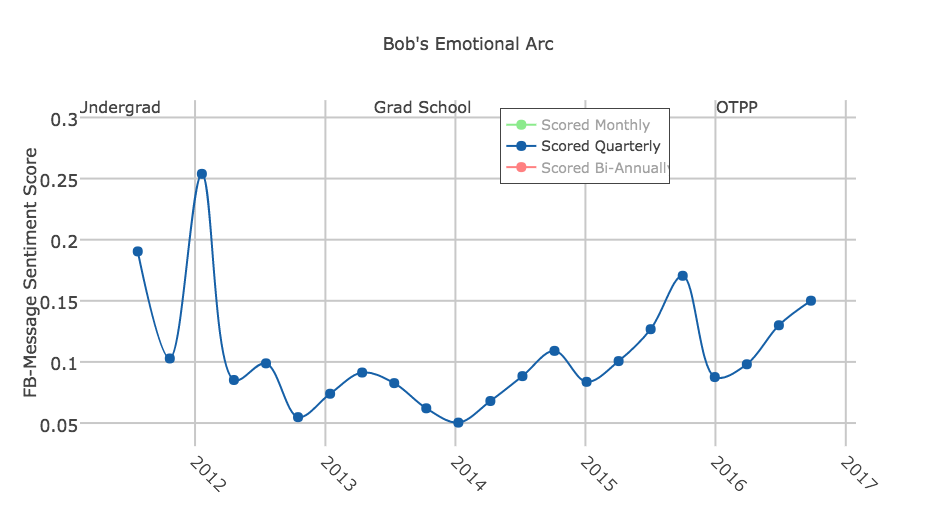 Bob's Emotional Arc
Undergrad
Grad School
OTPP
Scored Monthly
Scored Quarterly
Scored Bi-Annually
FB-Message Sentiment Score
0.3
0.25
0.2
0.15
0.1
0.05
2012
2013
2014
2015
2016
2017